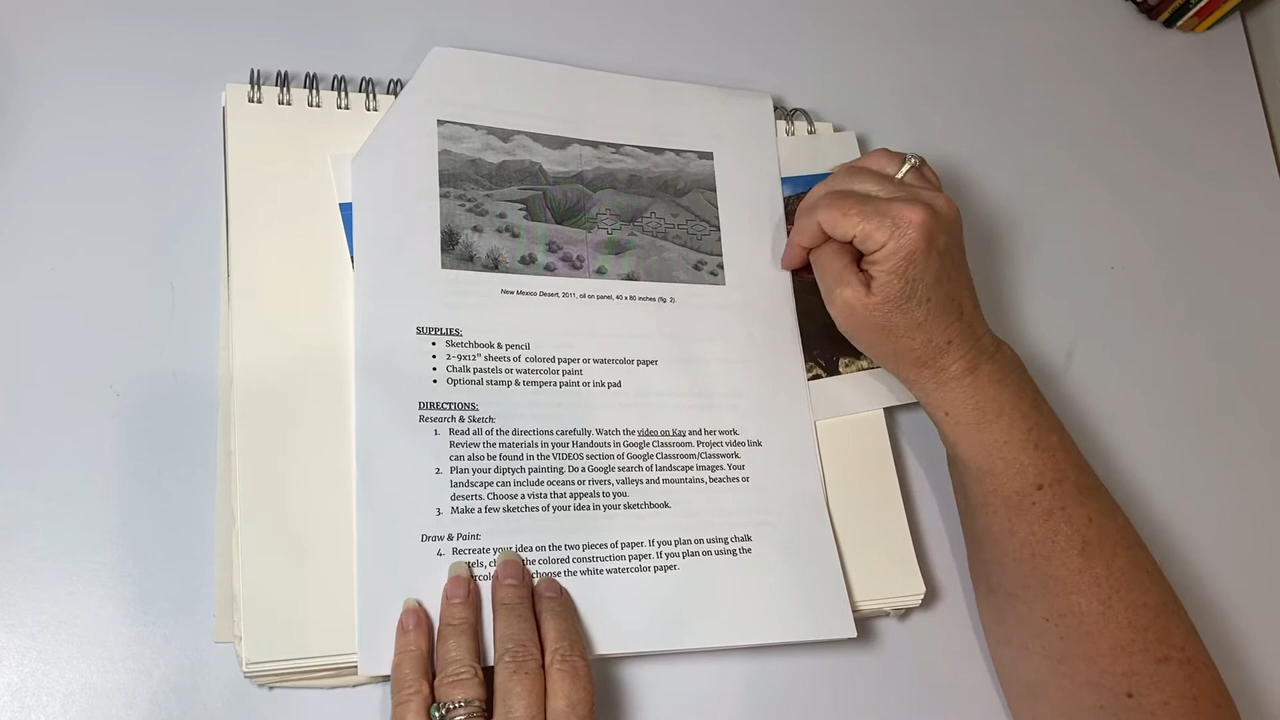 New Mexico Desert, 2011, oil on panel, 40 x 80 inches (fig. 2).
SUPPLIES:
• Sketchbook & pencil
• 2-9x12" sheets of colored paper or watercolor paper
• Chalk pastels or watercolor paint
• Optional stamp & tempera paint or ink pad
DIRECTIONS:
Research & Sketch:
1. Read all of the directions carefully. Watch the video on Kay and her work.
Review the materials in your Handouts in Google Classroom. Project video link
can also be found in the VIDEOS section of Google Classroom/Classwork.
2. Plan your diptych painting. Do a Google search of landscape images. Your
landscape can include oceans or rivers, valleys and mountains, beaches or
deserts. Choose a vista that appeals to you.
3. Make a few sketches of your idea in your sketchbook.
Draw & Paint:
4. Recreate your idea on the two pieces of paper. If you plan on using chalk
the colored construction paper. If you plan on using the
choose the white watercolor paper.